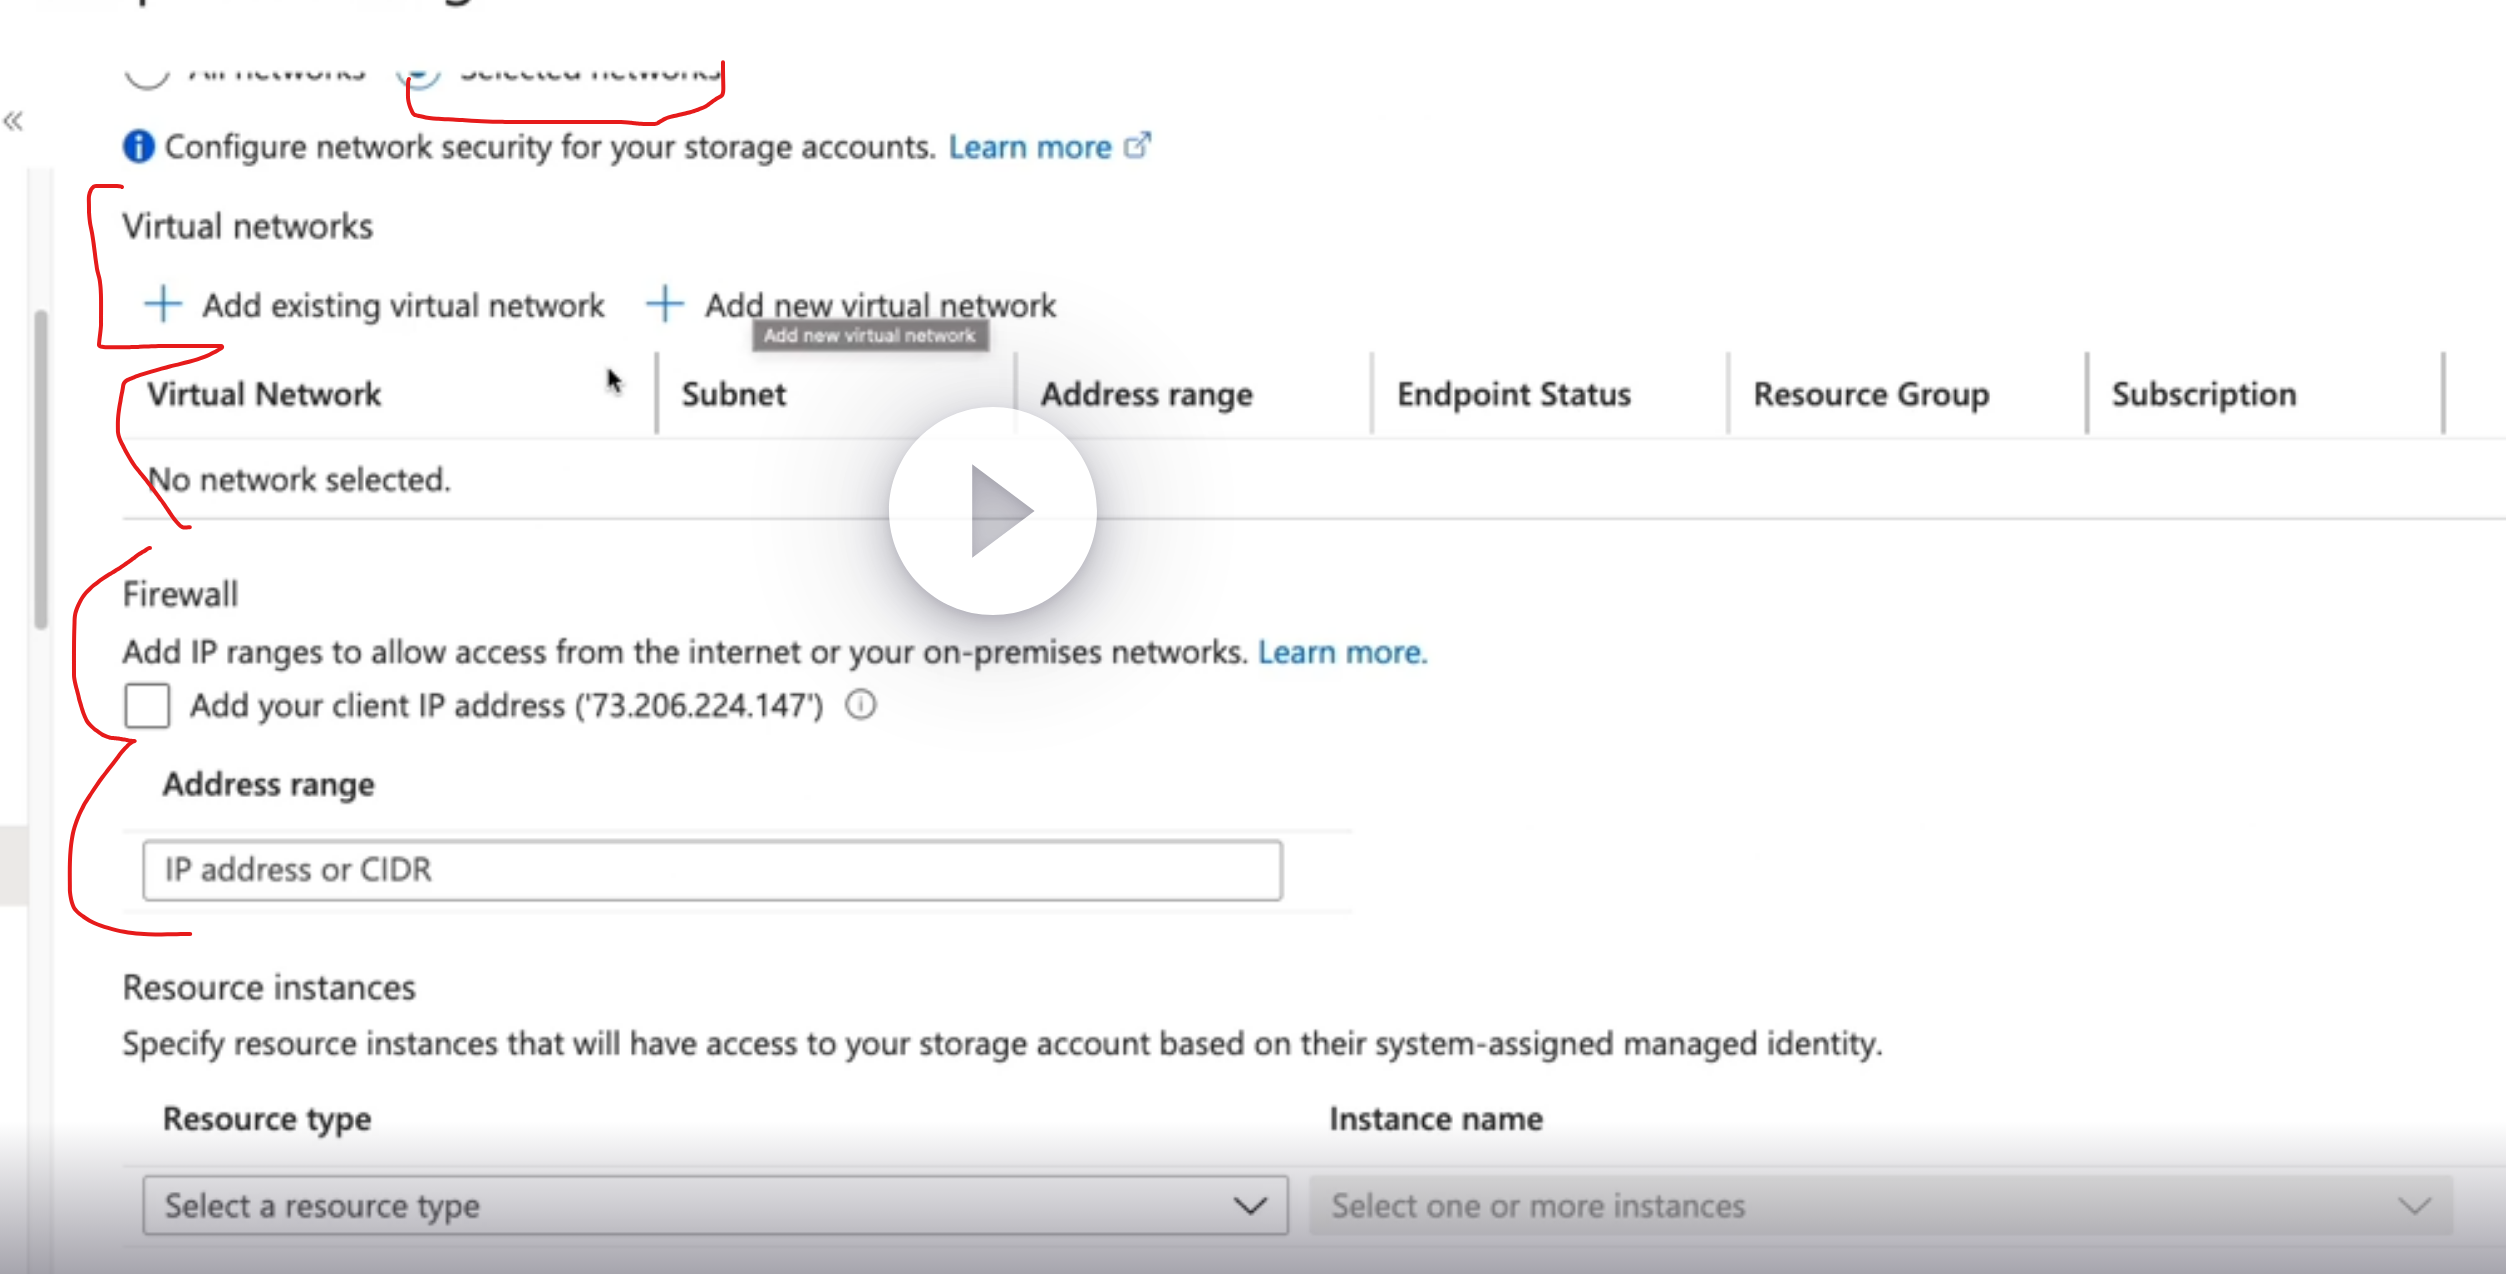 All networks Selected networks
Configure network security for your storage accounts. Learn more
Virtual networks
Add existing virtual network Add new virtual network
Add new virtual network
Virtual Network Subnet Address range Endpoint Status Resource Group Subscription
No network selected.
Firewall
Add IP ranges to allow access from the internet or your on-premises networks. Learn more.
Add your client IP address ('73.206.224.147')
Address range
IP address or CIDR
Resource instances
Specify resource instances that will have access to your storage account based on their system-assigned managed identity.
Resource type Instance name
Select a resource type Select one or more instances